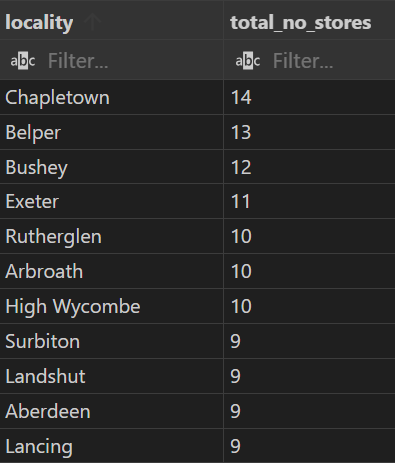 locality total_no_stores
abc Filter... abc Filter...
Chapletown 14
Belper 13
Bushey 12
Exeter 11
Rutherglen 10
Arbroath 10
High Wycombe 10
Surbiton 9
Landshut 9
Aberdeen 9
Lancing 9